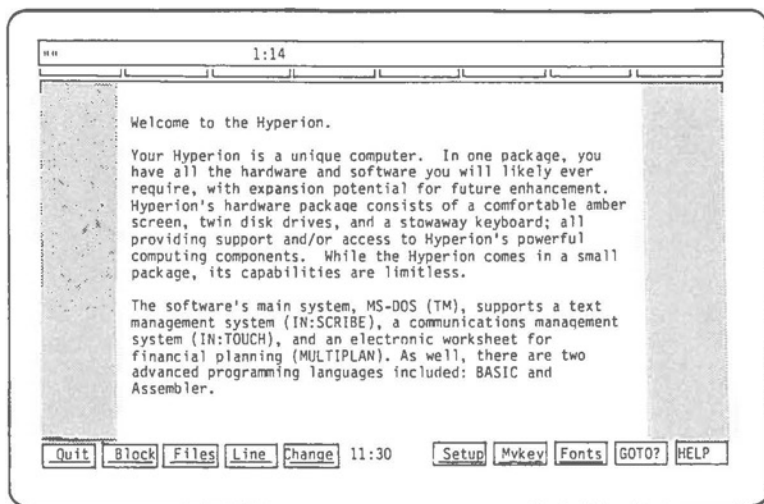 "" 1:14
Welcome to the Hyperion.
Your Hyperion is a unique computer. In one package, you
have all the hardware and software you will likely ever
require, with expansion potential for future enhancement.
Hyperion's hardware package consists of a comfortable amber
screen, twin disk drives, and a stowaway keyboard; all
providing support and/or access to Hyperion's powerful
computing components. While the Hyperion comes in a small
package, its capabilities are limitless.
The software's main system, MS-DOS (TM), supports a text
management system (IN:SCRIBE), a communications management
system (IN:TOUCH), and an electronic worksheet for
financial planning (MULTIPLAN). As well, there are two
advanced programming languages included: BASIC and
Assembler.
Quit Block Files Line Change 11:30 Setup Mykey Fonts GOTO? HELP